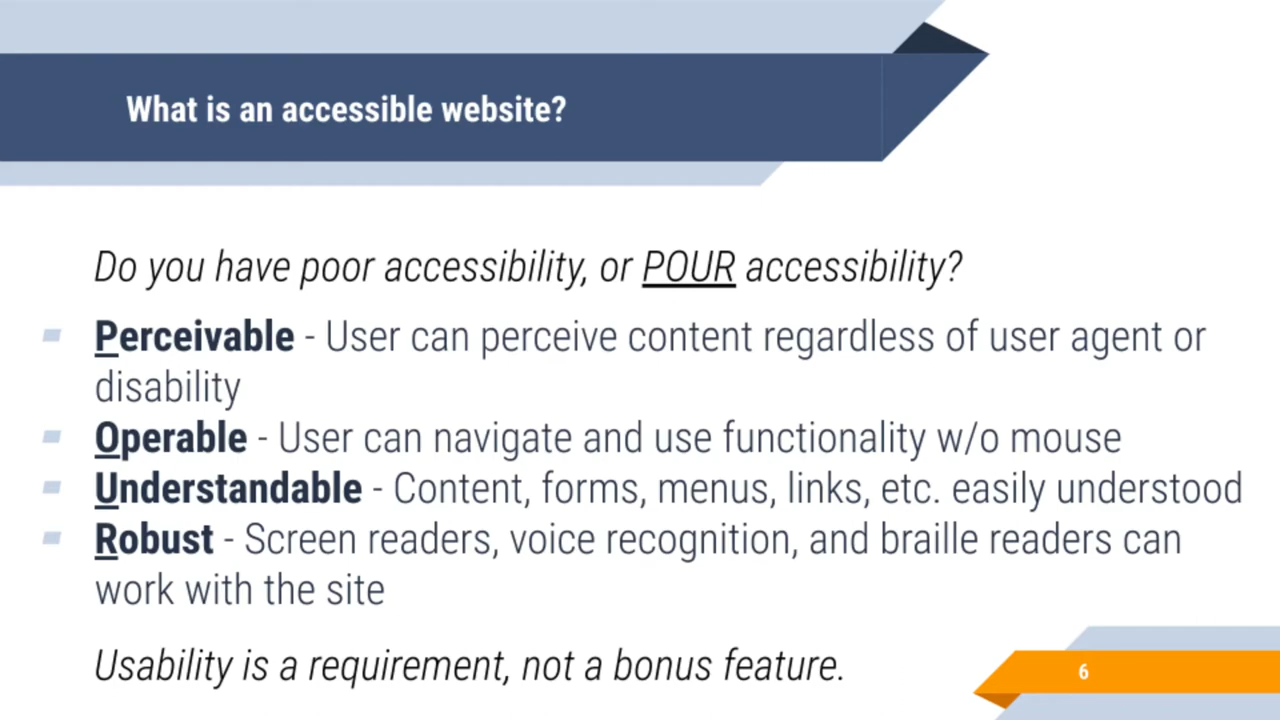 What is an accessible website?
Do you have poor accessibility, or POUR accessibility?
Perceivable - User can perceive content regardless of user agent or
disability
Operable - User can navigate and use functionality w/o mouse
Understandable - Content, forms, menus, links, etc. easily understood
Robust - Screen readers, voice recognition, and braille readers can
work with the site
Usability is a requirement, not a bonus feature.
6